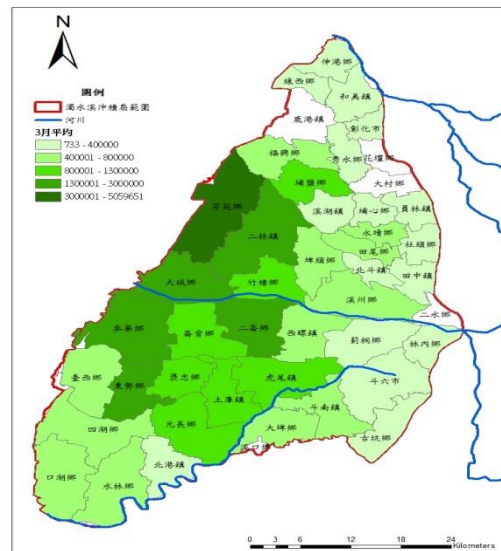 N
圖例
濁水溪沖積扇範圍
河川
3月平均
733 - 400000
400001 - 800000
800001 - 1300000
1300001 - 3000000
3000001 - 5059651
伸港鄉
線西鄉
和美鎮
鹿港鎮
彰化市
福興鄉
秀水鄉
花壇鄉
埔鹽鄉
大村鄉
芳苑鄉
溪湖鎮
埔心鄉
員林鎮
二林鎮
永靖鄉
社頭鄉
埤頭鄉
田尾鄉
北斗鎮
田中鎮
大城鄉
竹塘鄉
溪州鄉
二水鄉
麥寮鄉
崙背鄉
二崙鄉
西螺鎮
莿桐鄉
林內鄉
臺西鄉
東勢鄉
褒忠鄉
虎尾鎮
斗六市
土庫鎮
四湖鄉
元長鄉
斗南鎮
大埤鄉
北港鎮
古坑鄉
口湖鄉
水林鄉
0 3 6 12 18 24
Kilometers